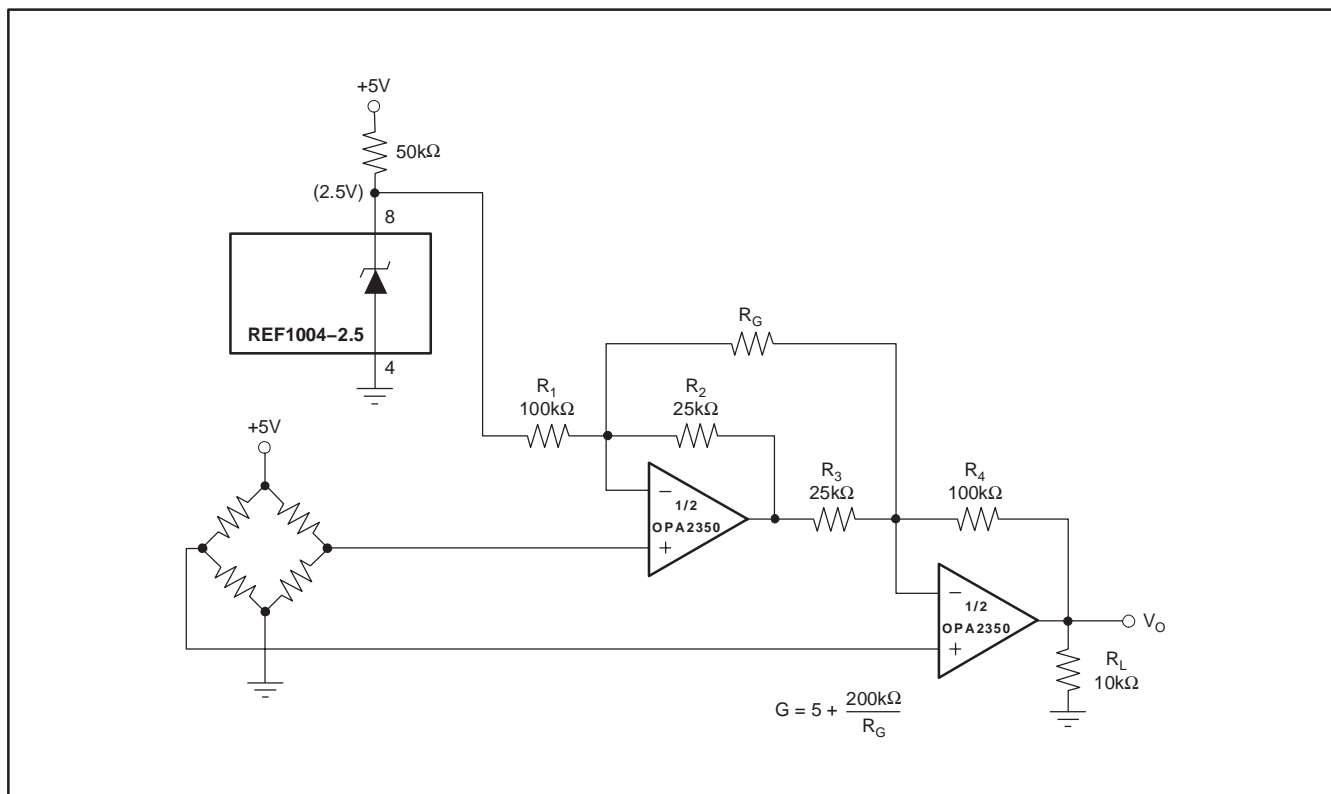 +5V
50kΩ
(2.5V)
8
REF1004–2.5
4
R_G
R_1
100kΩ
R_2
25kΩ
+5V
R_3
25kΩ
R_4
100kΩ
–
1/2
OPA2350
+
–
1/2
OPA2350
+
V_O
R_L
10kΩ
G = 5 + 200kΩ
R_G